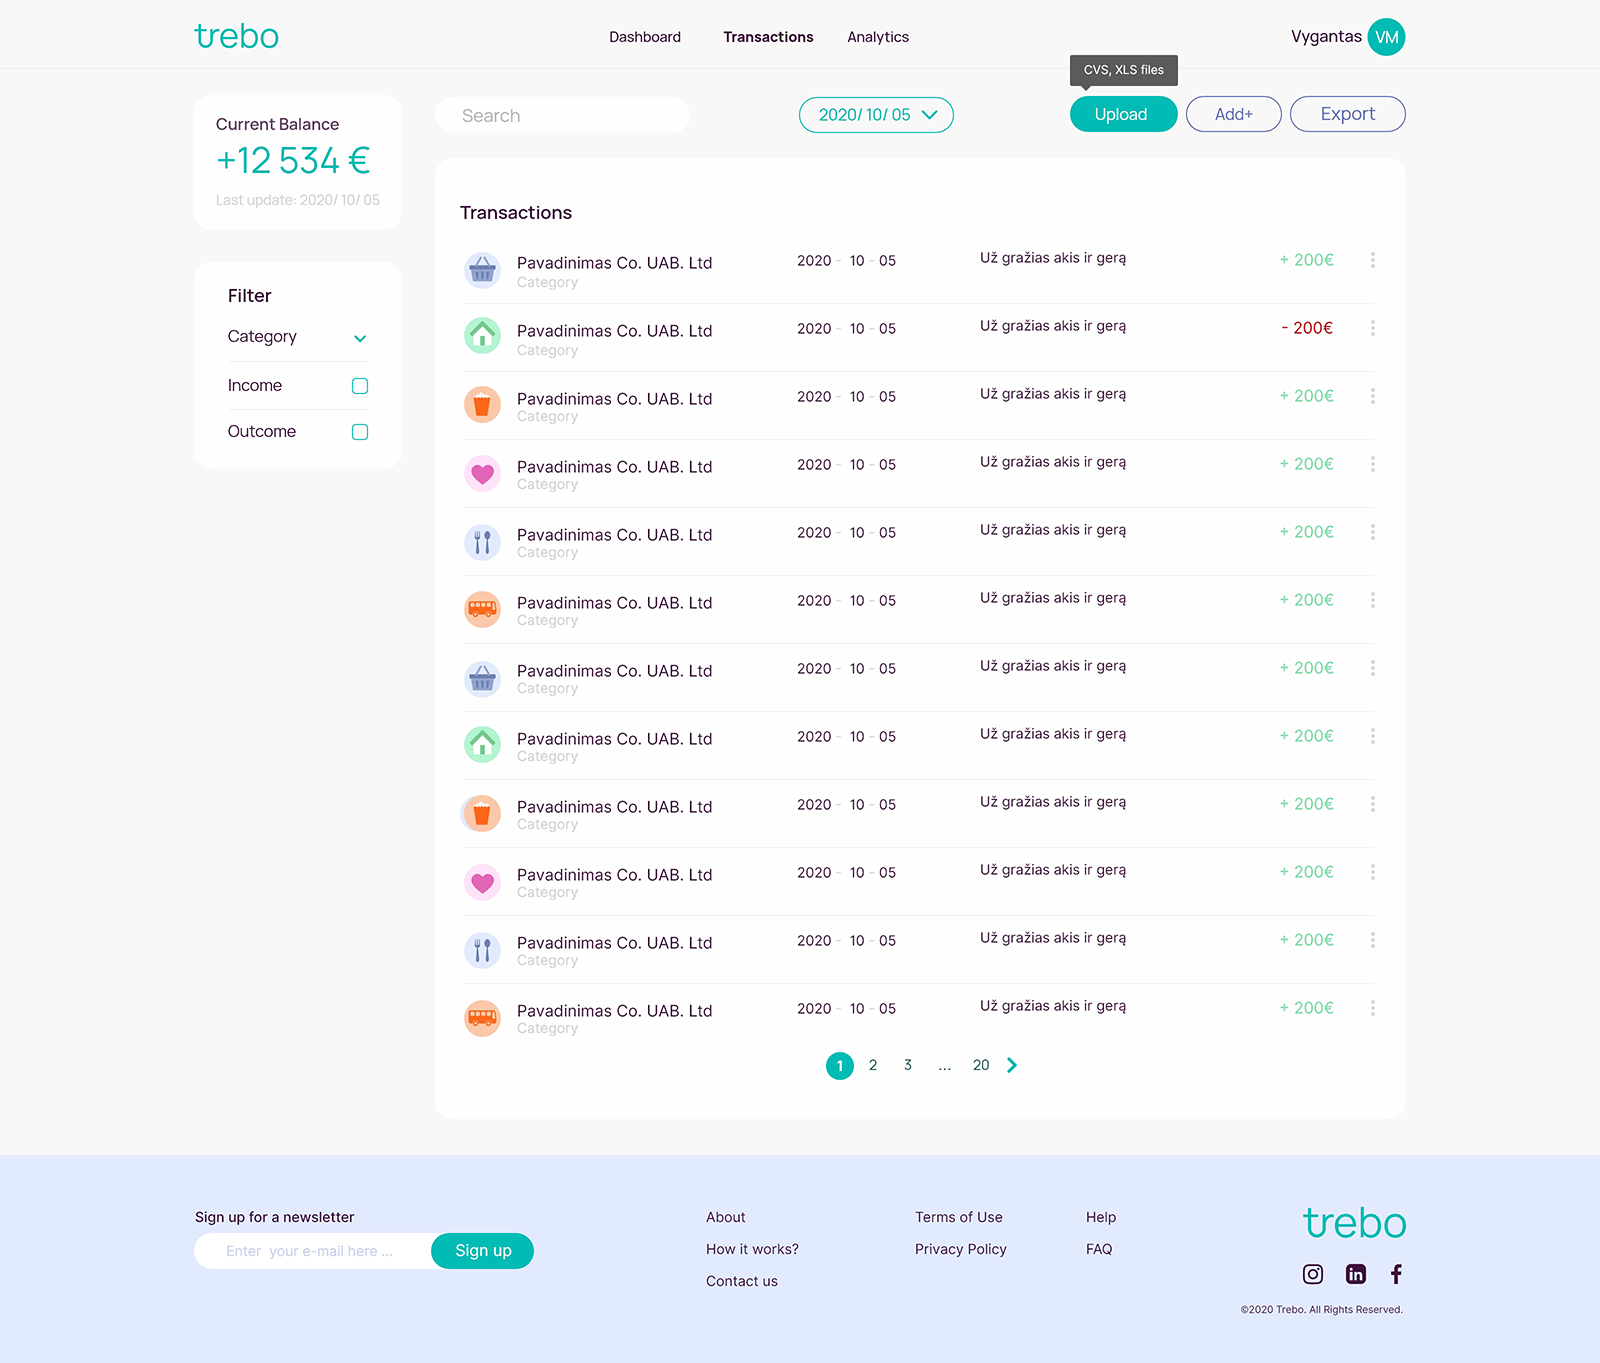 trebo
Dashboard Transactions Analytics
Vygantas VM
CVS, XLS files
Current Balance
+12 534 €
Last update: 2020/ 10/ 05
Search
2020/ 10/ 05
Upload Add+ Export
Filter
Category
Income
Outcome
Transactions
Pavadinimas Co. UAB. Ltd 2020 - 10 - 05 Už gražias akis ir gerą + 200€
Category
Pavadinimas Co. UAB. Ltd 2020 - 10 - 05 Už gražias akis ir gerą - 200€
Category
Pavadinimas Co. UAB. Ltd 2020 - 10 - 05 Už gražias akis ir gerą + 200€
Category
Pavadinimas Co. UAB. Ltd 2020 - 10 - 05 Už gražias akis ir gerą + 200€
Category
Pavadinimas Co. UAB. Ltd 2020 - 10 - 05 Už gražias akis ir gerą + 200€
Category
Pavadinimas Co. UAB. Ltd 2020 - 10 - 05 Už gražias akis ir gerą + 200€
Category
Pavadinimas Co. UAB. Ltd 2020 - 10 - 05 Už gražias akis ir gerą + 200€
Category
Pavadinimas Co. UAB. Ltd 2020 - 10 - 05 Už gražias akis ir gerą + 200€
Category
Pavadinimas Co. UAB. Ltd 2020 - 10 - 05 Už gražias akis ir gerą + 200€
Category
Pavadinimas Co. UAB. Ltd 2020 - 10 - 05 Už gražias akis ir gerą + 200€
Category
Pavadinimas Co. UAB. Ltd 2020 - 10 - 05 Už gražias akis ir gerą + 200€
Category
Pavadinimas Co. UAB. Ltd 2020 - 10 - 05 Už gražias akis ir gerą + 200€
Category
1 2 3 ... 20
Sign up for a newsletter
Enter your e-mail here ... Sign up
About
How it works?
Contact us
Terms of Use
Privacy Policy
Help
FAQ
trebo
in
©2020 Trebo. All Rights Reserved.